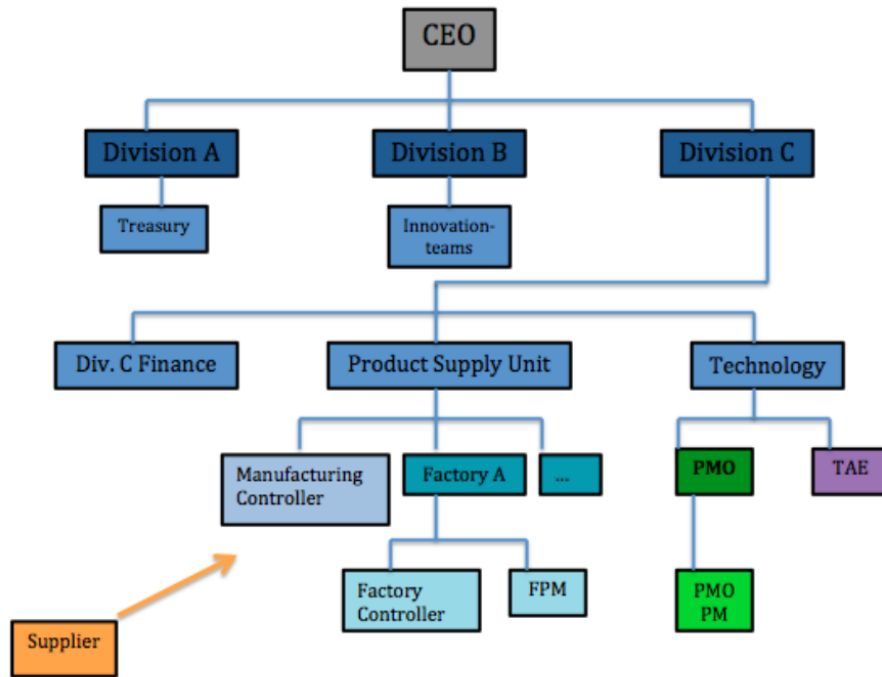 CEO
Division A
Division B
Division C
Treasury
Innovation-
teams
Div. C Finance
Product Supply Unit
Technology
Manufacturing
Controller
Factory A
...
PMO
TAE
Factory
Controller
FPM
PMO
PM
Supplier